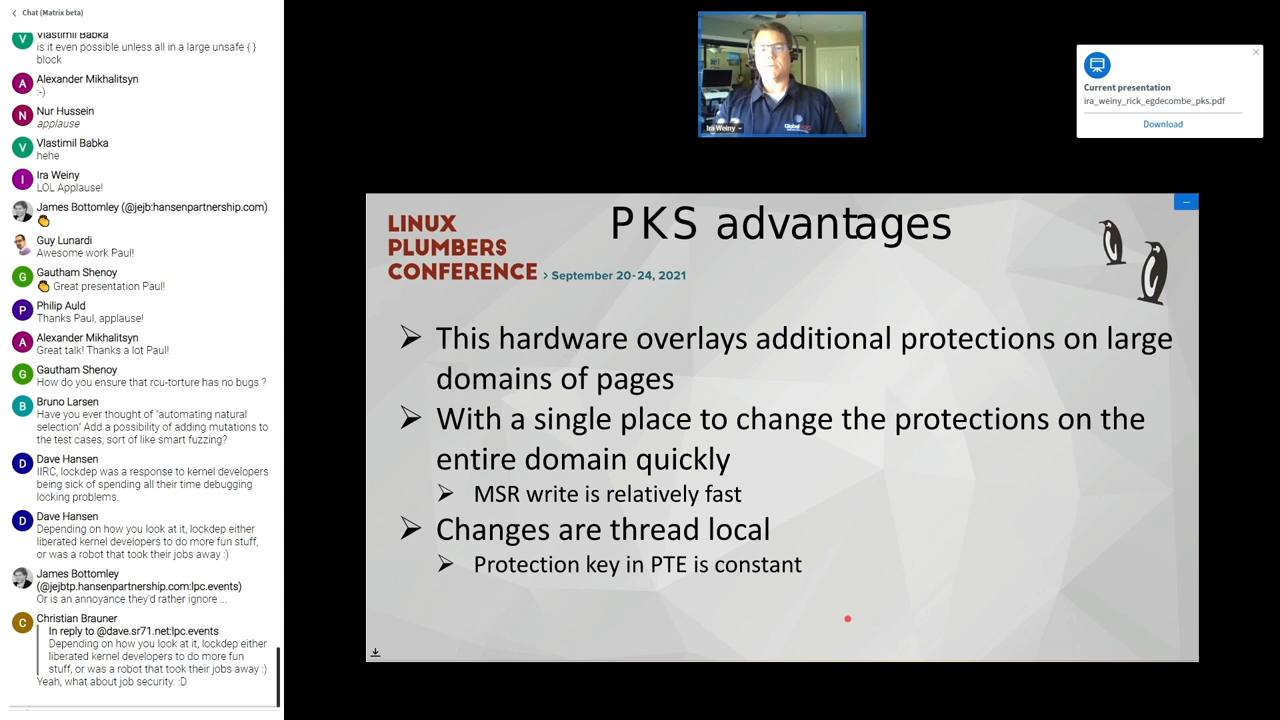 Chat (Matrix beta)
Vlastimil Babka
is it even possible unless all in a large unsafe { }
block
Alexander Mikhalitsyn
:-)
Nur Hussein
applause
Vlastimil Babka
hehe
Ira Weiny
LOL Applause!
James Bottomley (@jejb:hansenpartnership.com)
👏
Guy Lunardi
Awesome work Paul!
Gautham Shenoy
👏 Great presentation Paul!
Philip Auld
Thanks Paul, applause!
Alexander Mikhalitsyn
Great talk! Thanks a lot Paul!
Gautham Shenoy
How do you ensure that rcu-torture has no bugs ?
Bruno Larsen
Have you ever thought of "automating natural
selection" Add a possibility of adding mutations to
the test cases, sort of like smart fuzzing?
Dave Hansen
IIRC, lockdep was a response to kernel developers
being sick of spending all their time debugging
locking problems.
Dave Hansen
Depending on how you look at it, lockdep either
liberated kernel developers to do more fun stuff,
or was a robot that took their jobs away :)
James Bottomley
(@jejbtp.hansenpartnership.com:lpc.events)
Or is an annoyance they'd rather ignore ...
Christian Brauner
In reply to @dave.sr71.net:lpc.events
Depending on how you look at it, lockdep either
liberated kernel developers to do more fun
stuff, or was a robot that took their jobs away :)
Yeah, what about job security. :D
V
A
N
V
I
G
P
A
G
B
D
D
C
Global
Ira Weiny
Current presentation
ira_weiny_rick_egdecombe_pks.pdf
Download
LINUX
PLUMBERS
CONFERENCE > September 20-24, 2021
PKS advantages
This hardware overlays additional protections on large
domains of pages
With a single place to change the protections on the
entire domain quickly
MSR write is relatively fast
Changes are thread local
Protection key in PTE is constant